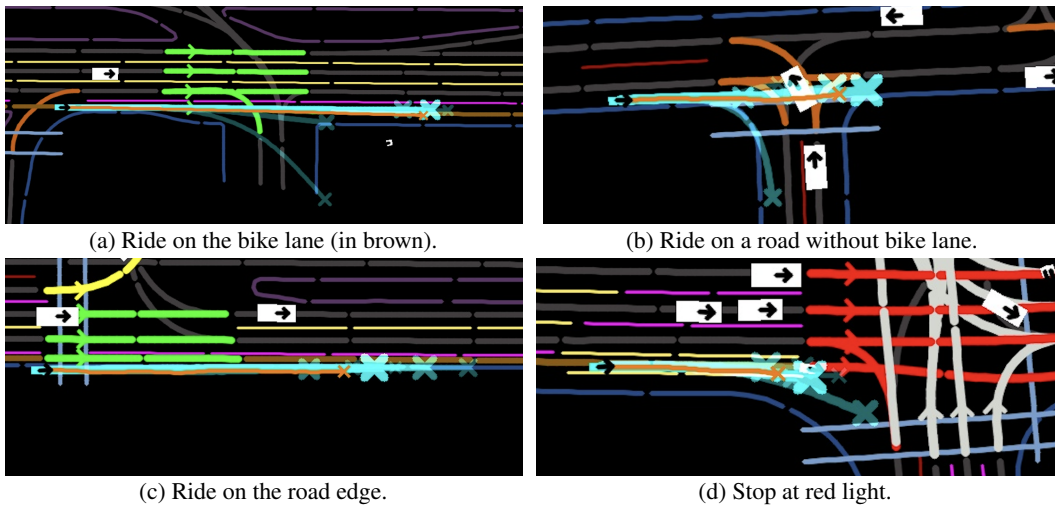 (a) Ride on the bike lane (in brown).
(b) Ride on a road without bike lane.
(c) Ride on the road edge.
(d) Stop at red light.